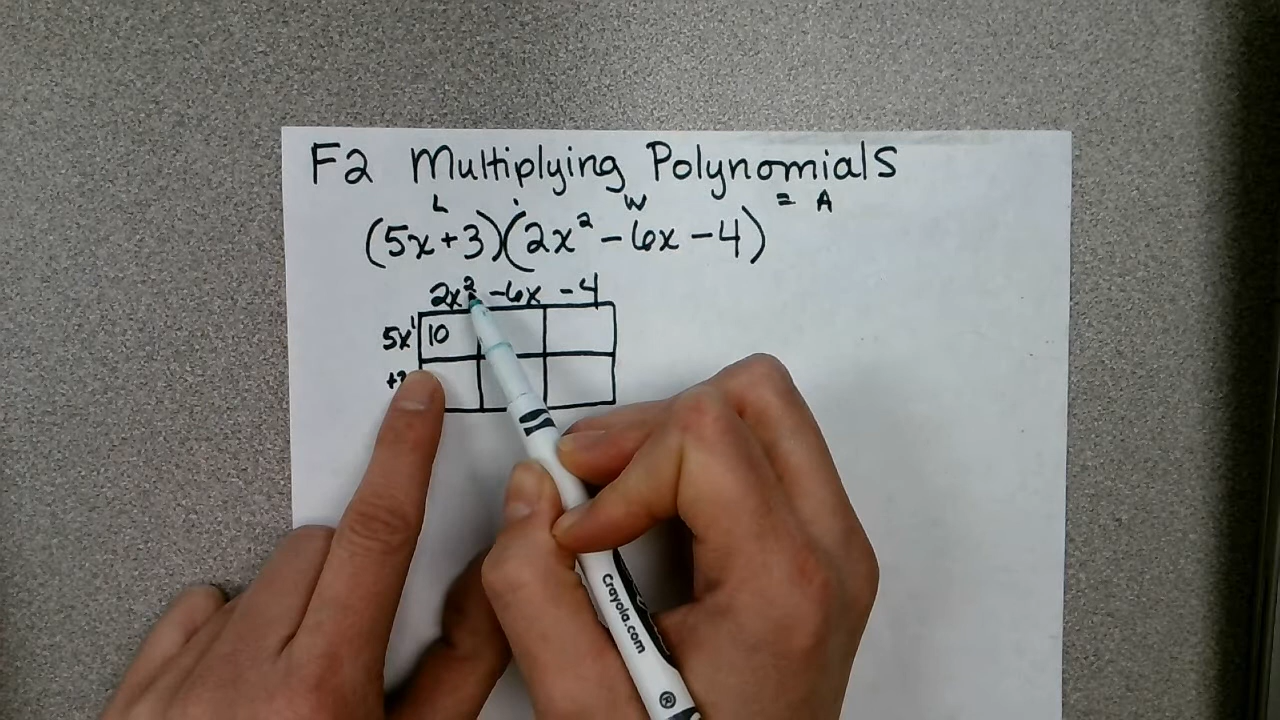 F2 Multiplying Polynomials
L · W = A
(5x+3)(2x² -6x -4)
2x² -6x -4
5x¹ 10
Crayola.com
®